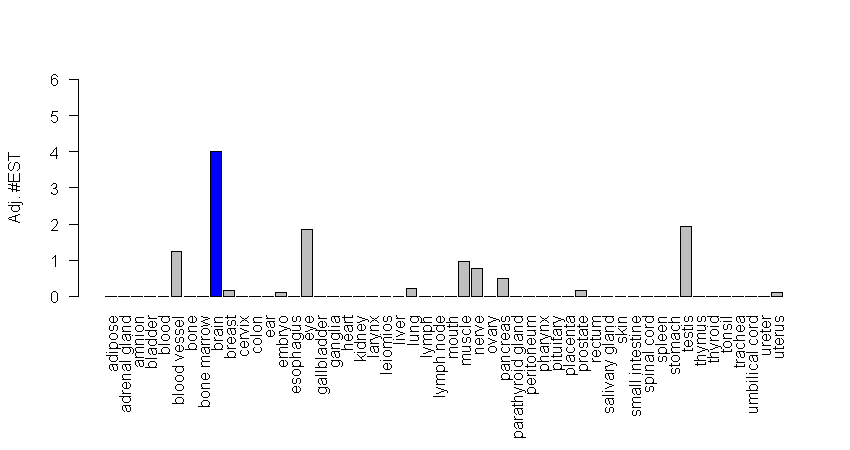 Adj. #EST
6
5
4
3
2
1
0
adipose
adrenal gland
amnion
bladder
blood
blood vessel
bone
bone marrow
brain
breast
cervix
colon
ear
embryo
esophagus
eye
gallbladder
ganglia
heart
kidney
larynx
leiomios
liver
lung
lymph
lymph node
mouth
muscle
nerve
ovary
pancreas
parathyroid gland
peritoneum
pharynx
pituitary
placenta
prostate
rectum
salivary gland
skin
small intestine
spinal cord
spleen
stomach
testis
thymus
thyroid
tonsil
trachea
umbilical cord
ureter
uterus